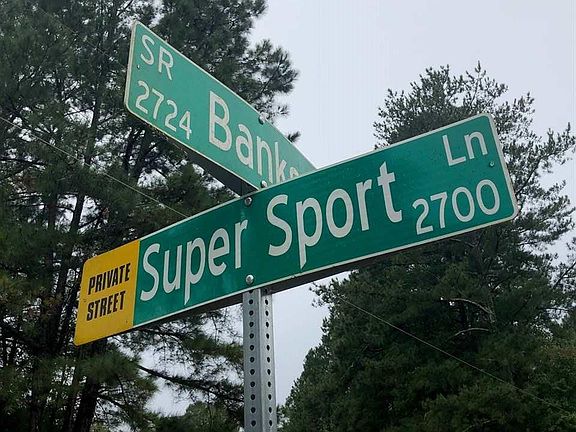 SR
2724
Banks
PRIVATE
STREET
Super Sport
Ln
2700